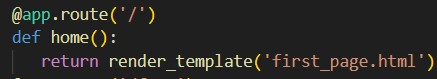 @app.route('/')
def home():
return render_template('first_page.html')